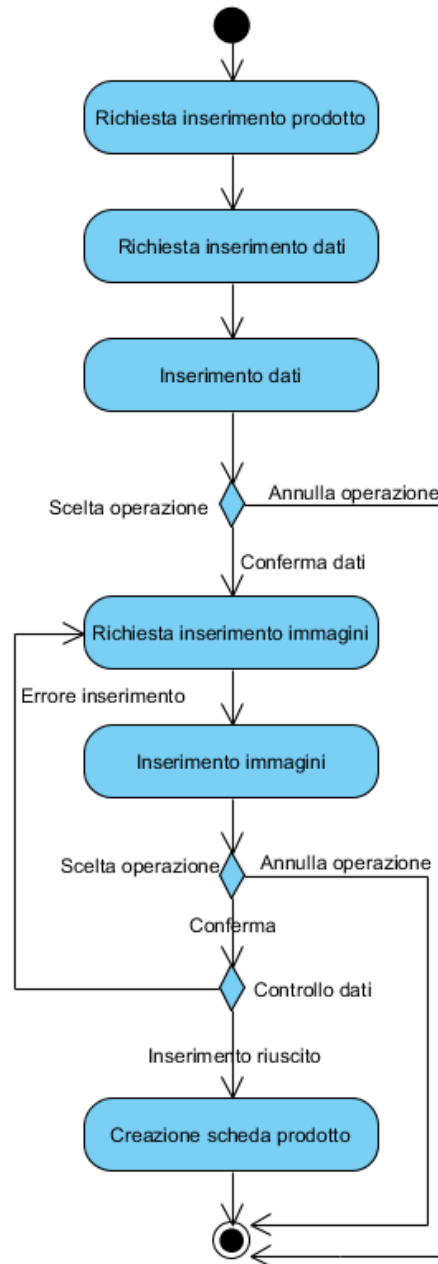 Richiesta inserimento prodotto
Richiesta inserimento dati
Inserimento dati
Scelta operazione
Annulla operazione
Conferma dati
Richiesta inserimento immagini
Errore inserimento
Inserimento immagini
Scelta operazione
Annulla operazione
Conferma
Controllo dati
Inserimento riuscito
Creazione scheda prodotto